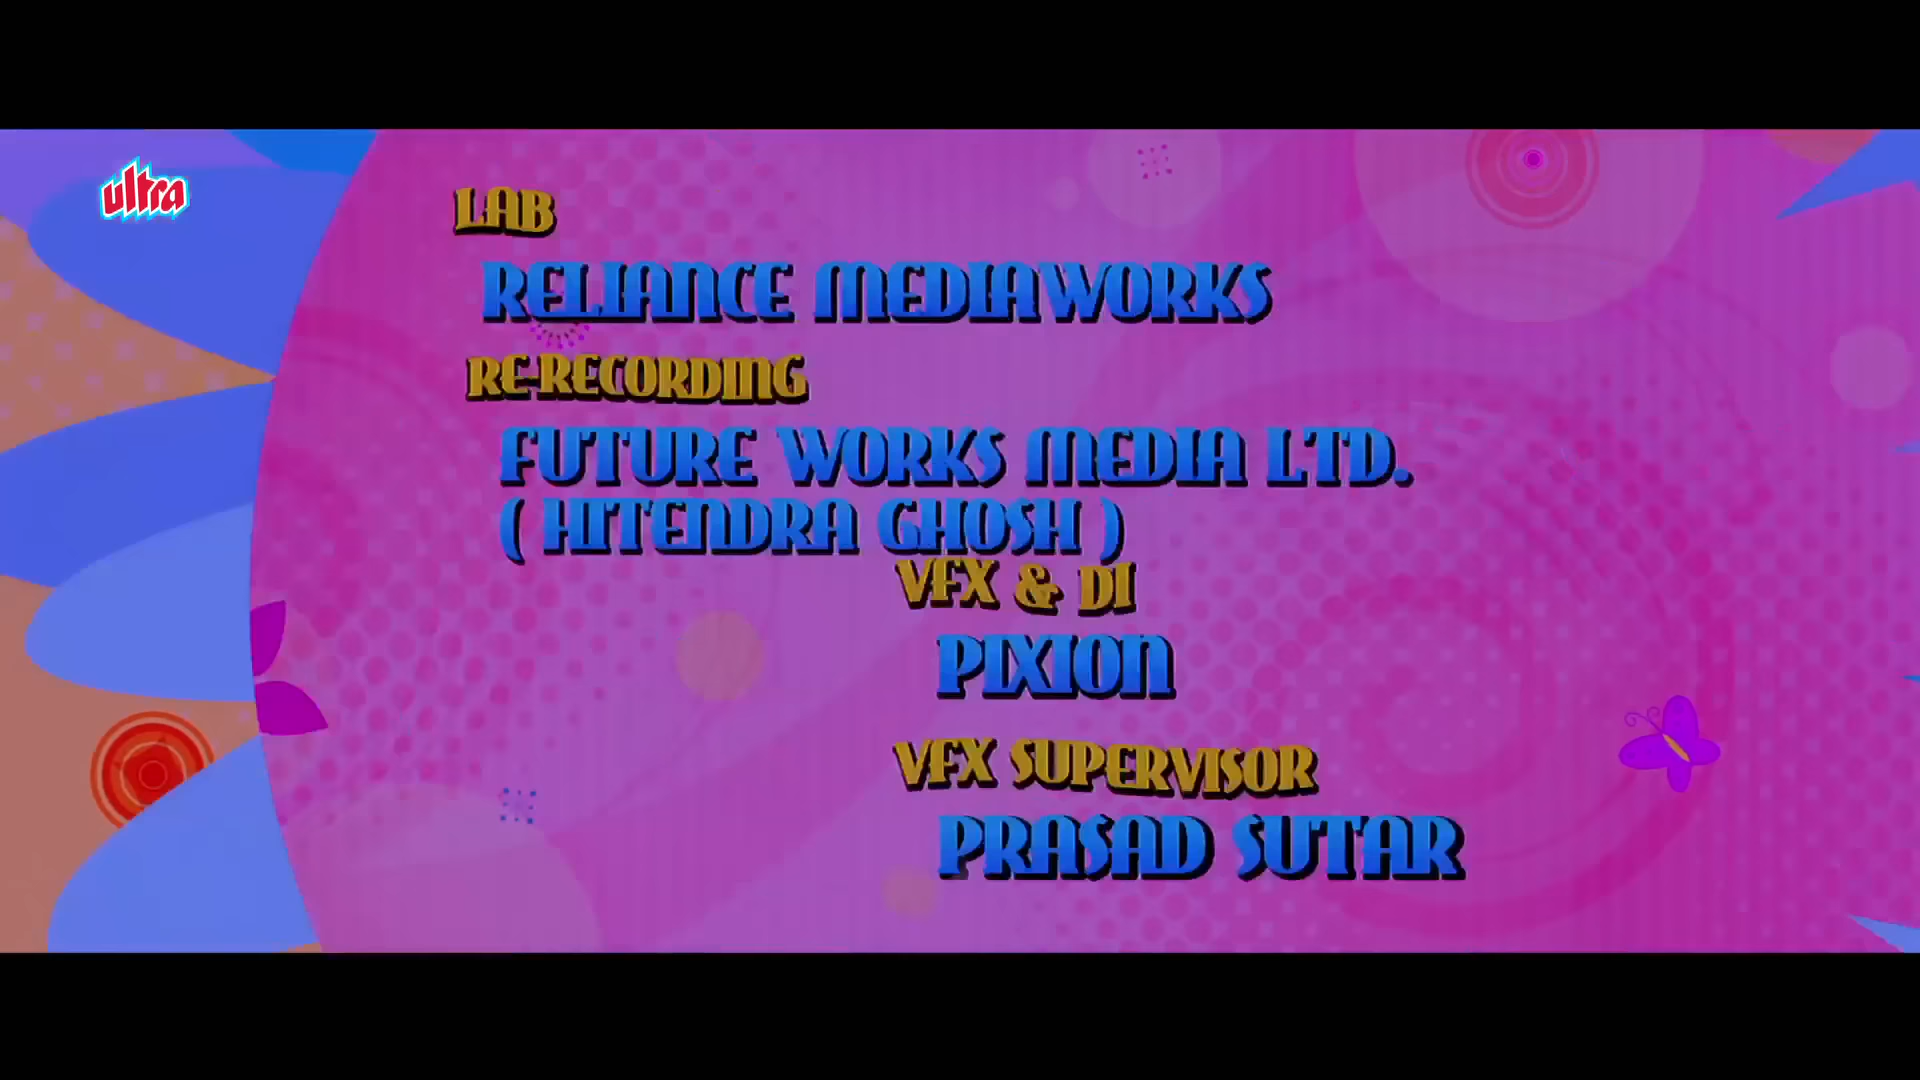 ultra
LAB
RELIANCE MEDIAWORKS
RE-RECORDING
FUTURE WORKS MEDIA LTD.
( HITENDRA GHOSH )
VFX & DI
PIXION
VFX SUPERVISOR
PRASAD SUTAR